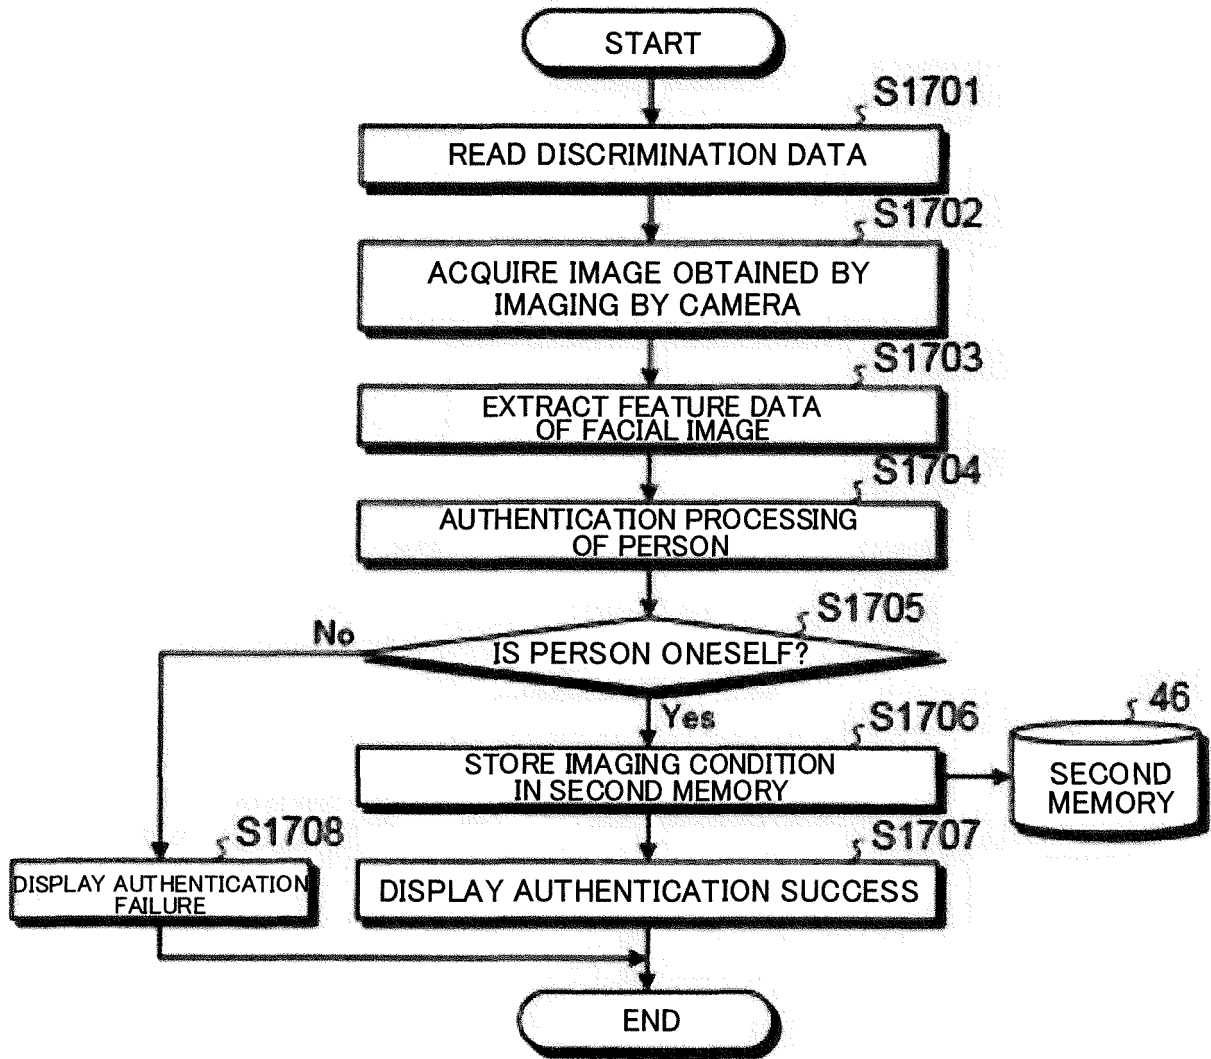 START
S1701
READ DISCRIMINATION DATA
S1702
ACQUIRE IMAGE OBTAINED BY
IMAGING BY CAMERA
S1703
EXTRACT FEATURE DATA
OF FACIAL IMAGE
S1704
AUTHENTICATION PROCESSING
OF PERSON
S1705
No
IS PERSON ONESELF?
Yes
S1706
46
STORE IMAGING CONDITION
IN SECOND MEMORY
SECOND
MEMORY
S1708
S1707
DISPLAY AUTHENTICATION
FAILURE
DISPLAY AUTHENTICATION SUCCESS
END